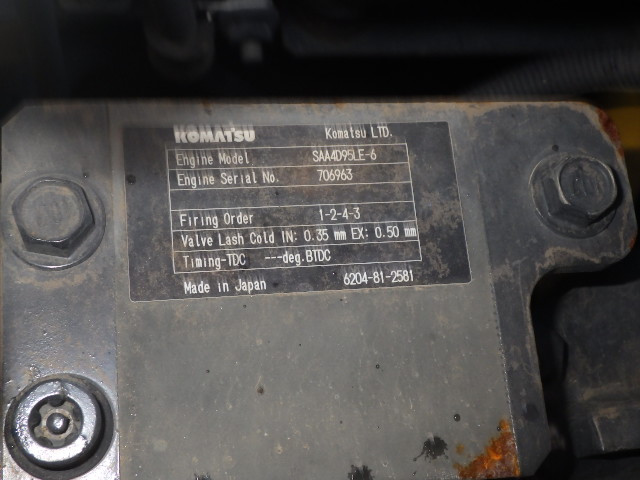 KOMATSU Komatsu LTD.
Engine Model SAA4D95LE-6
Engine Serial No. 706963
Firing Order 1-2-4-3
Valve Lash Cold IN: 0.35 mm EX: 0.50 mm
Timing-TDC ---deg.BTDC
Made in Japan 6204-81-2581